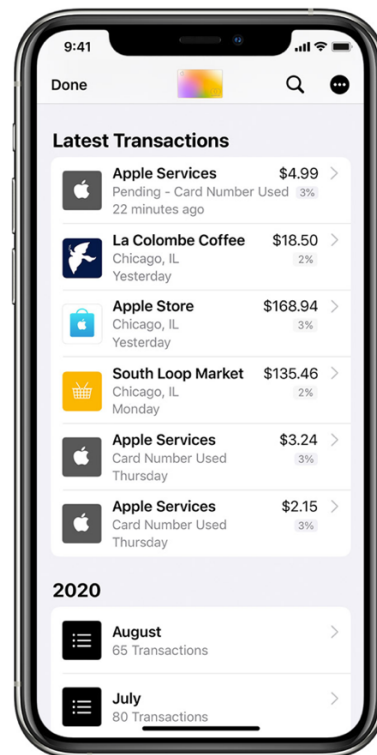 9:41
Done
Latest Transactions
Apple Services $4.99
Pending - Card Number Used 3%
22 minutes ago
La Colombe Coffee $18.50
Chicago, IL 2%
Yesterday
Apple Store $168.94
Chicago, IL 3%
Yesterday
South Loop Market $135.46
Chicago, IL 2%
Monday
Apple Services $3.24
Card Number Used 3%
Thursday
Apple Services $2.15
Card Number Used 3%
Thursday
2020
August
65 Transactions
July
80 Transactions